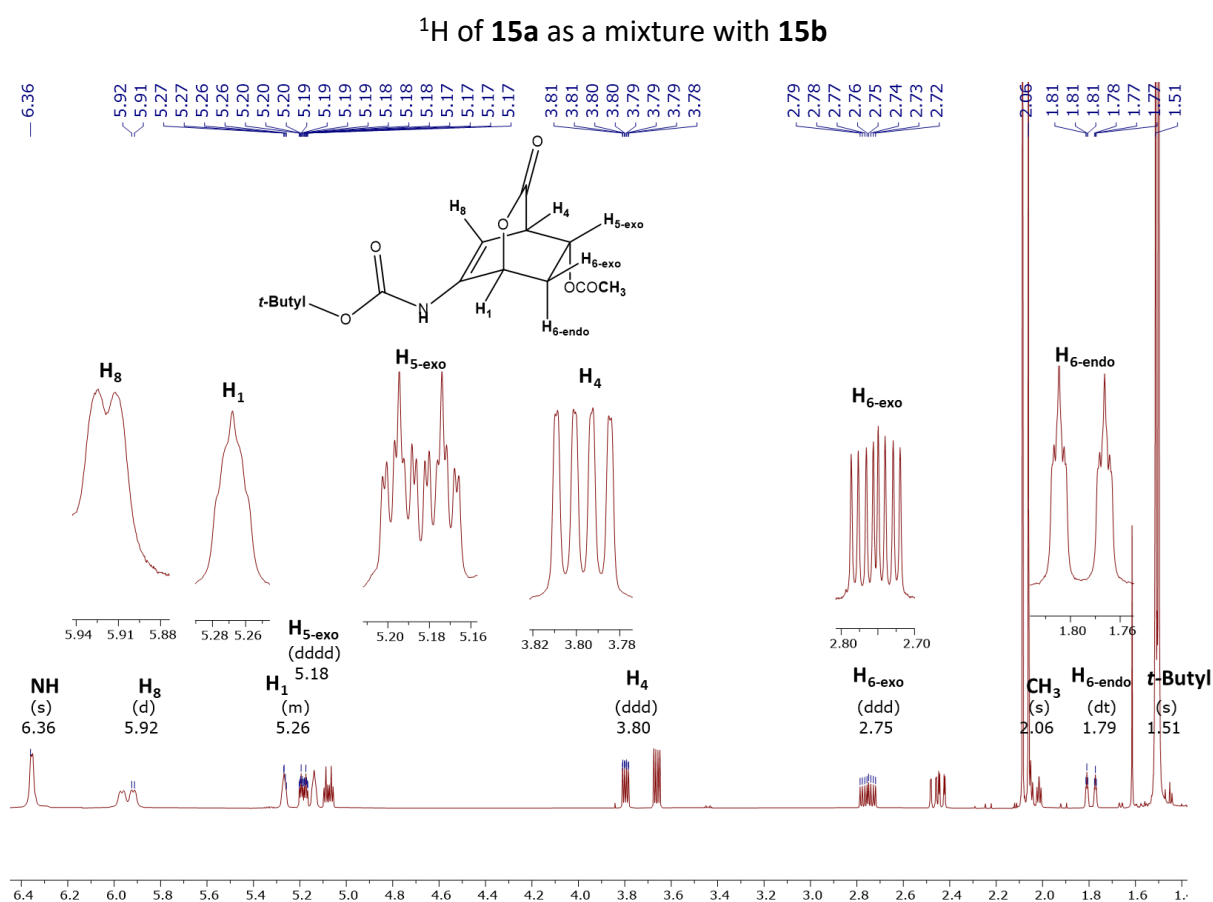 ¹H of 15a as a mixture with 15b
6.36
5.92
5.91
5.27
5.27
5.26
5.26
5.20
5.20
5.20
5.19
5.19
5.19
5.19
5.18
5.18
5.18
5.17
5.17
5.17
5.17
3.81
3.81
3.80
3.80
3.79
3.79
3.79
3.78
2.79
2.78
2.77
2.76
2.75
2.74
2.73
2.72
2.06
1.81
1.81
1.81
1.78
1.77
1.77
1.51
O
H₈
O
H₄
H5-exo
O
H6-exo
OCOCH₃
t-Butyl
O
N
H
H₁
H6-endo
H₈
H₁
H5-exo
H₄
H6-exo
H6-endo
5.94 5.91 5.88
5.28 5.26
5.20 5.18 5.16
3.82 3.80 3.78
2.80 2.70
1.80 1.76
NH
(s)
6.36
H₈
(d)
5.92
H₁
(m)
5.26
H5-exo
(dddd)
5.18
H₄
(ddd)
3.80
H6-exo
(ddd)
2.75
CH₃
(s)
2.06
H6-endo
(dt)
1.79
t-Butyl
(s)
1.51
6.4 6.2 6.0 5.8 5.6 5.4 5.2 5.0 4.8 4.6 4.4 4.2 4.0 3.8 3.6 3.4 3.2 3.0 2.8 2.6 2.4 2.2 2.0 1.8 1.6 1.